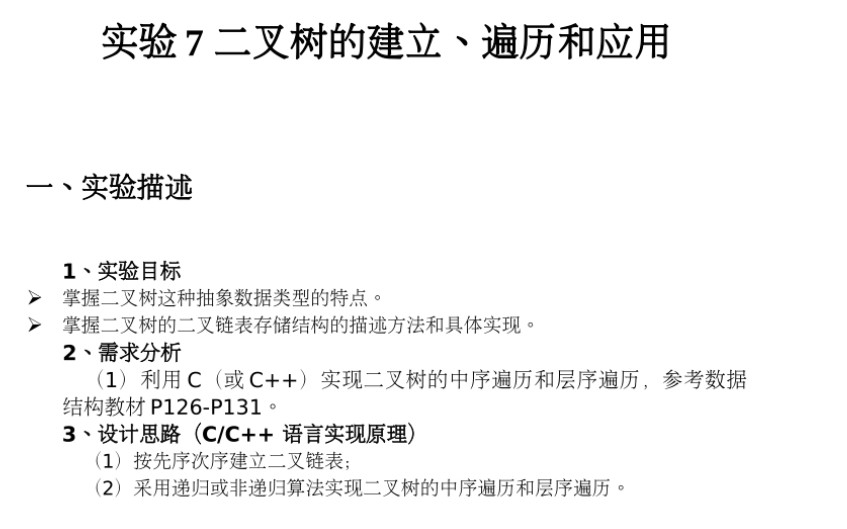 实验 7 二叉树的建立、遍历和应用
一、实验描述
1、实验目标
➢ 掌握二叉树这种抽象数据类型的特点。
➢ 掌握二叉树的二叉链表存储结构的描述方法和具体实现。
2、需求分析
（1）利用 C（或 C++）实现二叉树的中序遍历和层序遍历，参考数据
结构教材 P126-P131。
3、设计思路（C/C++ 语言实现原理）
（1）按先序次序建立二叉链表；
（2）采用递归或非递归算法实现二叉树的中序遍历和层序遍历。